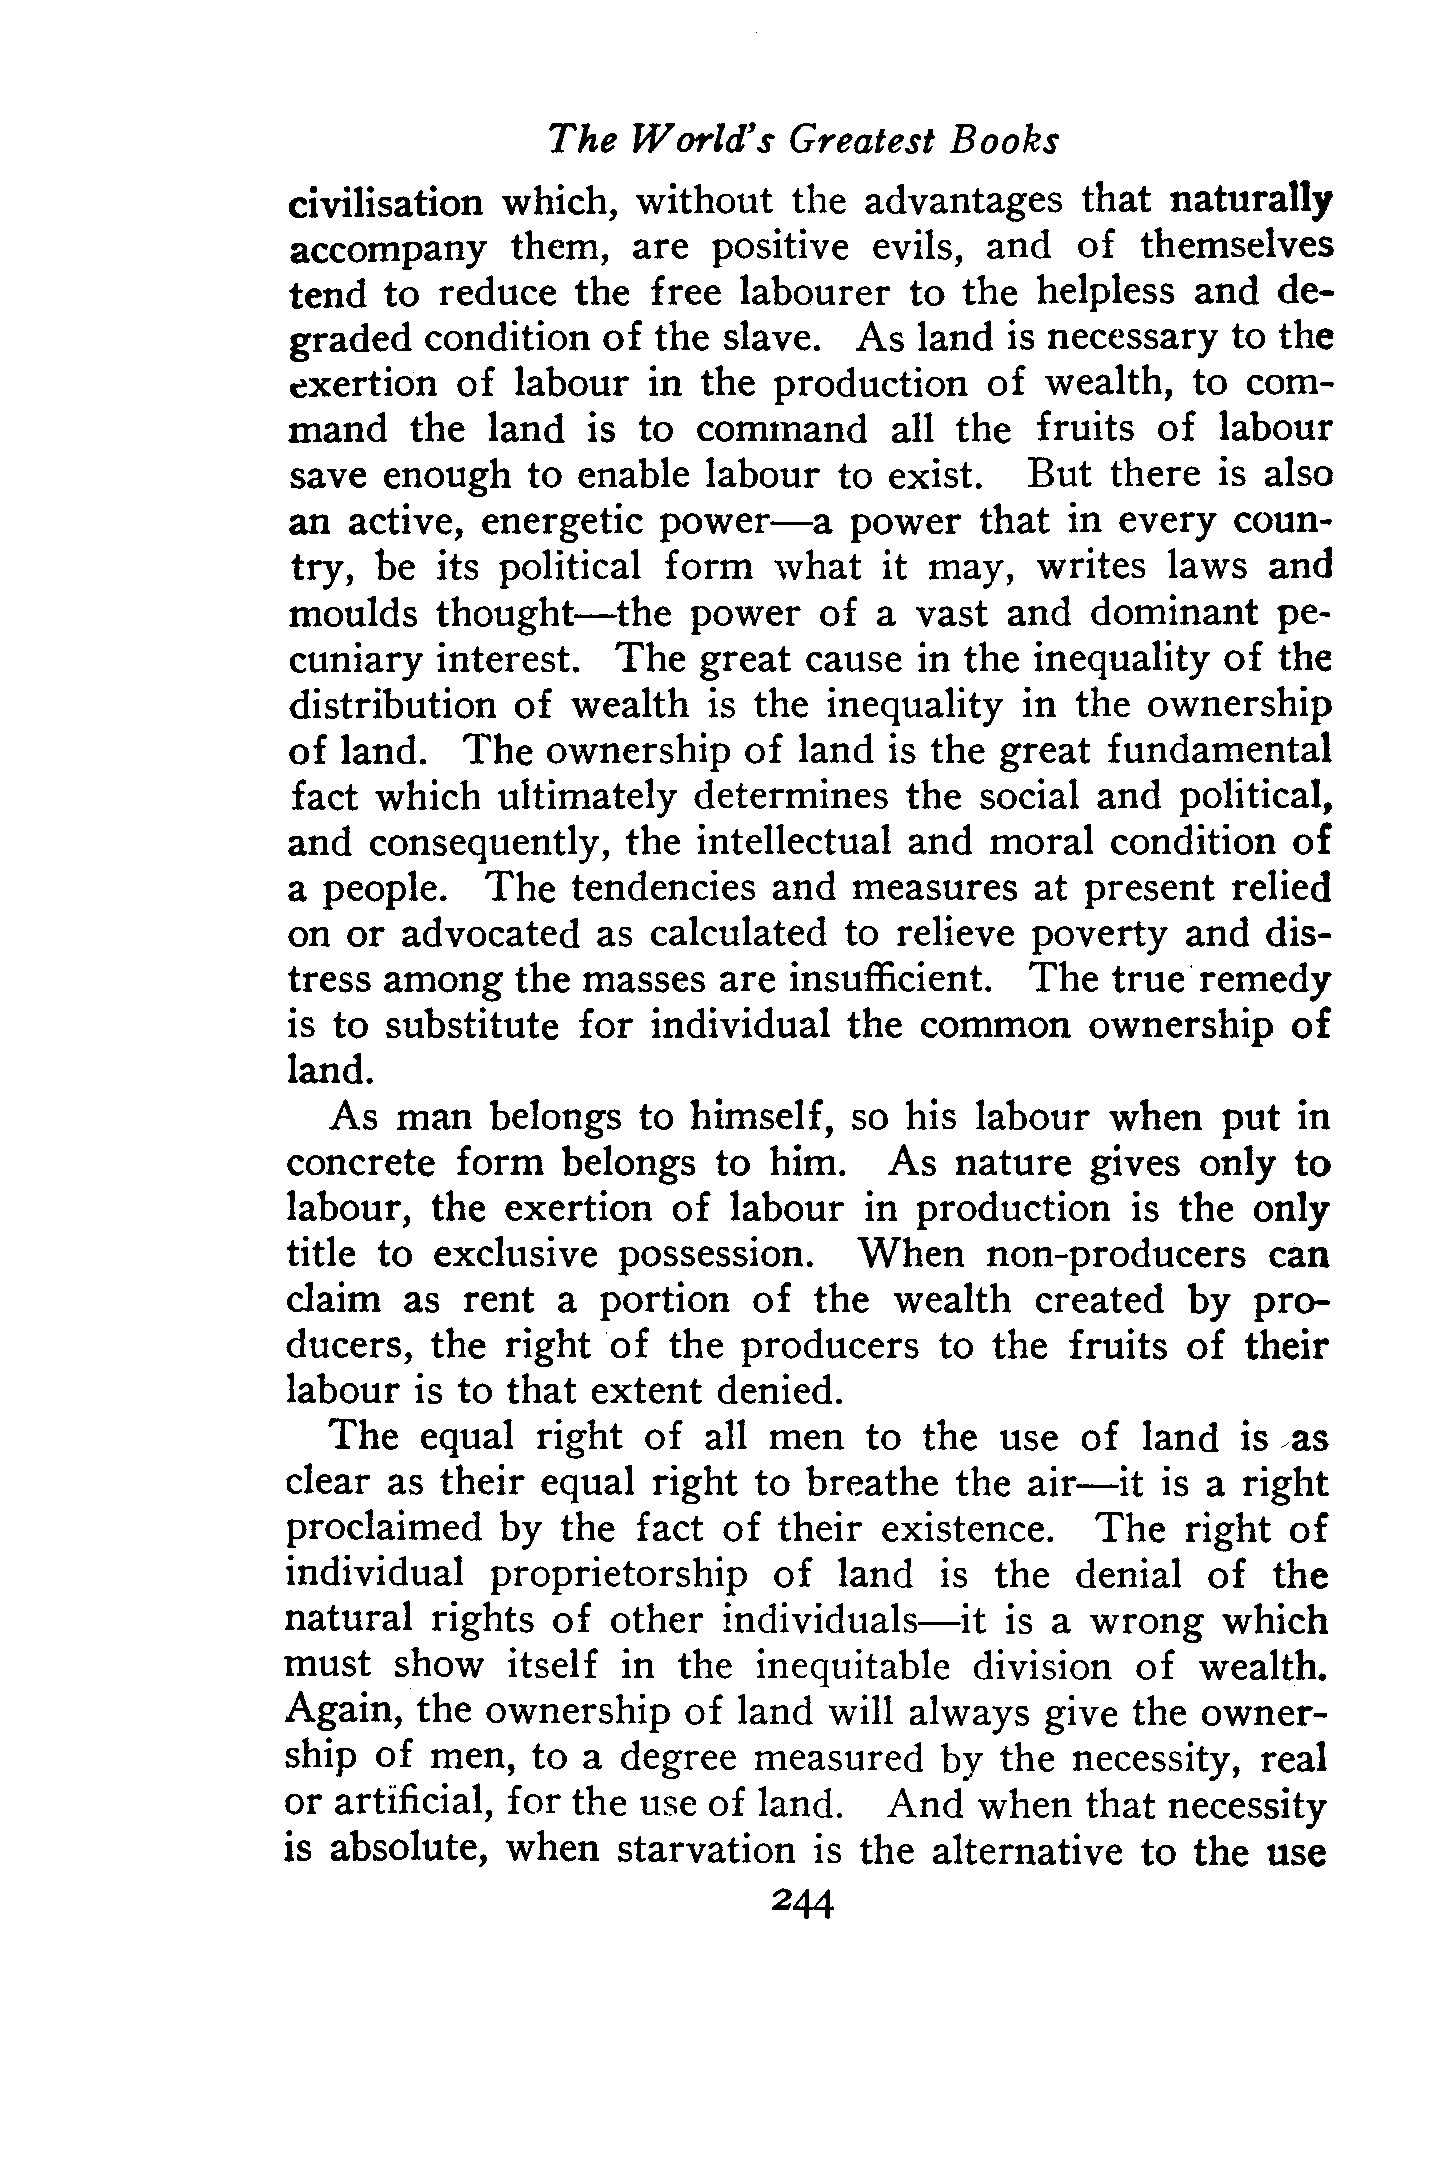 The World's Greatest Books
civilisation which, without the advantages that naturally
accompany them, are positive evils, and of themselves
tend to reduce the free labourer to the helpless and de-
graded condition of the slave. As land is necessary to the
exertion of labour in the production of wealth, to com-
mand the land is to command all the fruits of labour
save enough to enable labour to exist. But there is also
an active, energetic power—a power that in every coun-
try, be its political form what it may, writes laws and
moulds thought—the power of a vast and dominant pe-
cuniary interest. The great cause in the inequality of the
distribution of wealth is the inequality in the ownership
of land. The ownership of land is the great fundamental
fact which ultimately determines the social and political,
and consequently, the intellectual and moral condition of
a people. The tendencies and measures at present relied
on or advocated as calculated to relieve poverty and dis-
tress among the masses are insufficient. The true remedy
is to substitute for individual the common ownership of
land.
As man belongs to himself, so his labour when put in
concrete form belongs to him. As nature gives only to
labour, the exertion of labour in production is the only
title to exclusive possession. When non-producers can
claim as rent a portion of the wealth created by pro-
ducers, the right of the producers to the fruits of their
labour is to that extent denied.
The equal right of all men to the use of land is as
clear as their equal right to breathe the air—it is a right
proclaimed by the fact of their existence. The right of
individual proprietorship of land is the denial of the
natural rights of other individuals—it is a wrong which
must show itself in the inequitable division of wealth.
Again, the ownership of land will always give the owner-
ship of men, to a degree measured by the necessity, real
or artificial, for the use of land. And when that necessity
is absolute, when starvation is the alternative to the use
244